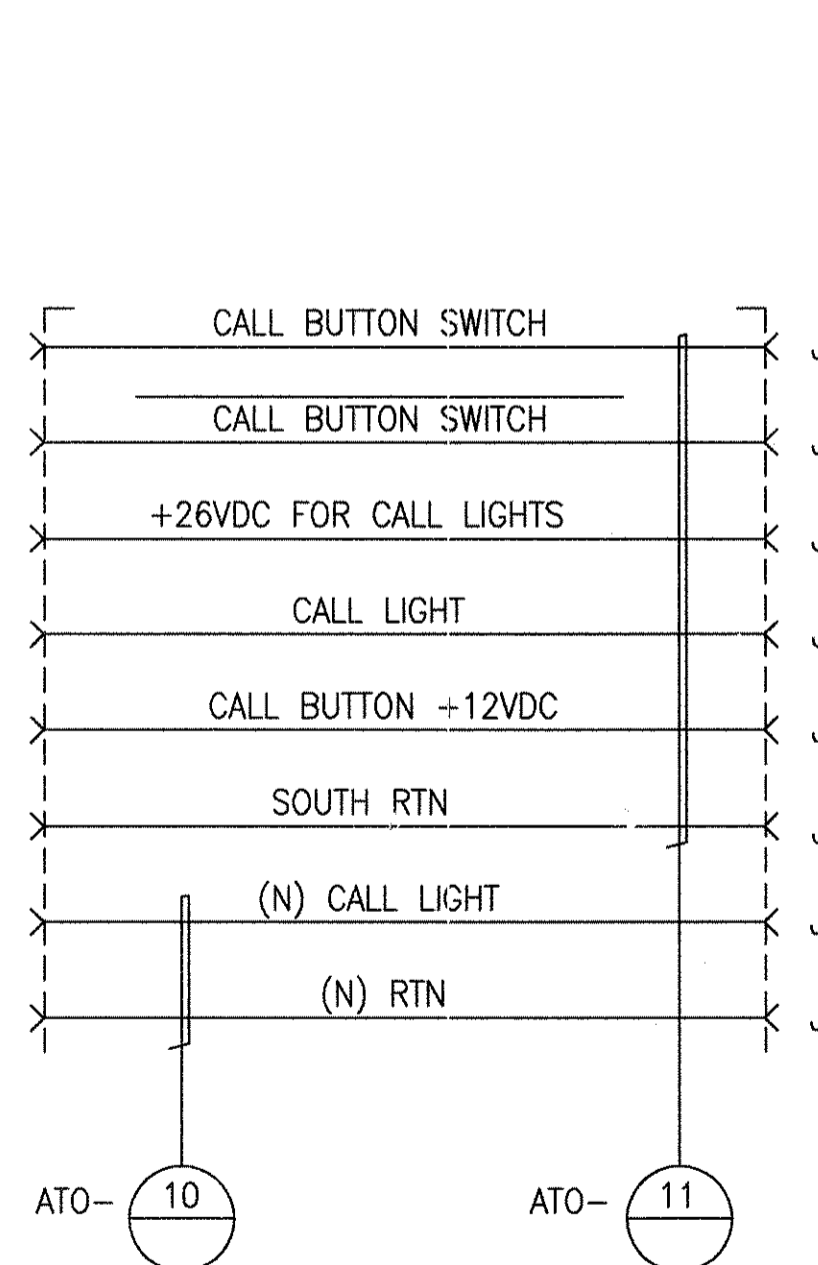 CALL BUTTON SWITCH
CALL BUTTON SWITCH
+26VDC FOR CALL LIGHTS
CALL LIGHT
CALL BUTTON +12VDC
SOUTH RTN
(N) CALL LIGHT
(N) RTN
ATO- 10 ATO- 11